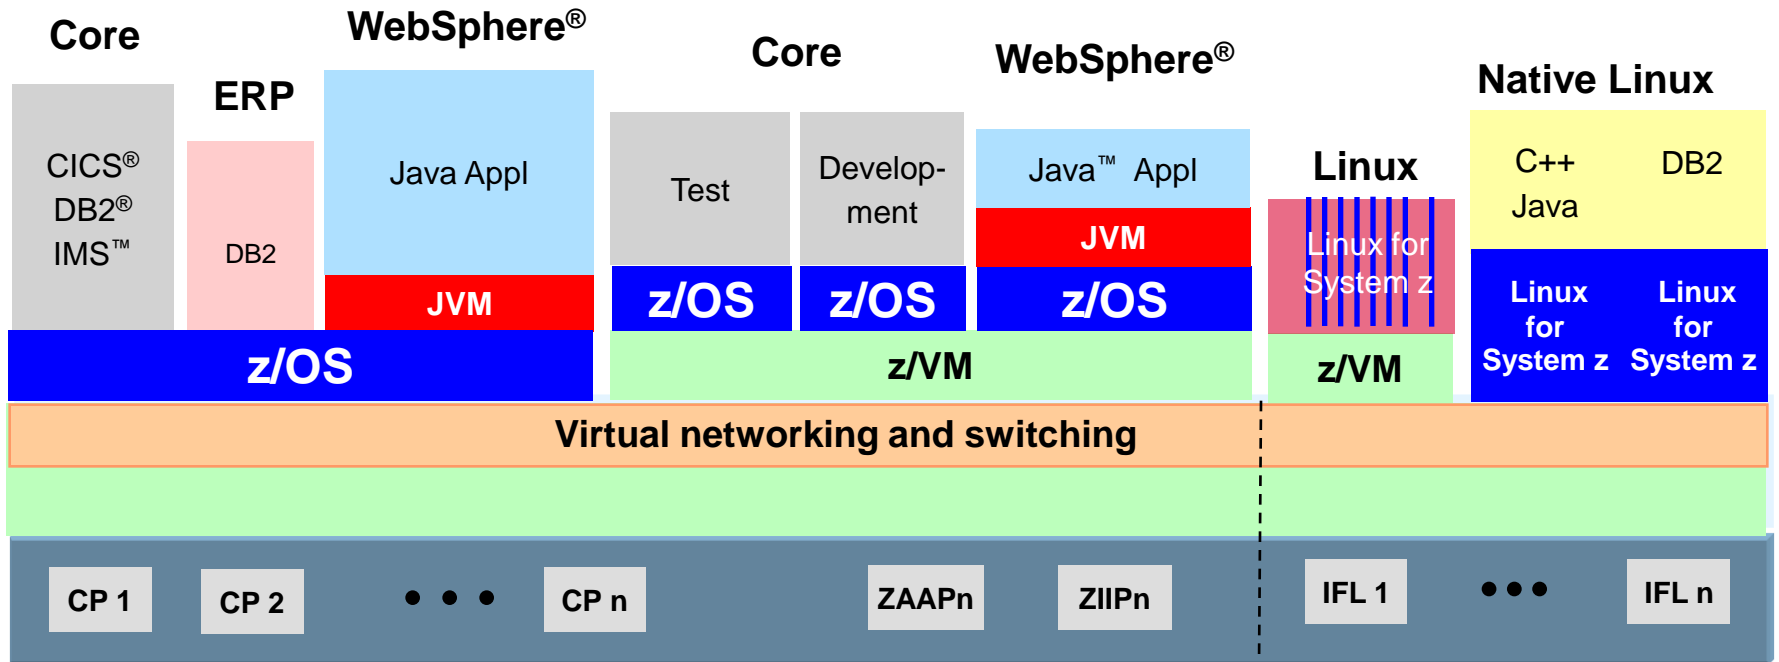 Core
ERP
WebSphere®
Core
WebSphere®
Linux
Native Linux
CICS®
DB2®
IMS™
DB2
Java Appl
JVM
z/OS
Test
z/OS
Develop-
ment
z/OS
Java™ Appl
JVM
z/OS
z/VM
Linux for
System z
z/VM
C++
Java
DB2
Linux
for
System z
Linux
for
System z
Virtual networking and switching
CP 1
CP 2
• • •
CP n
ZAAPn
ZIIPn
IFL 1
•••
IFL n